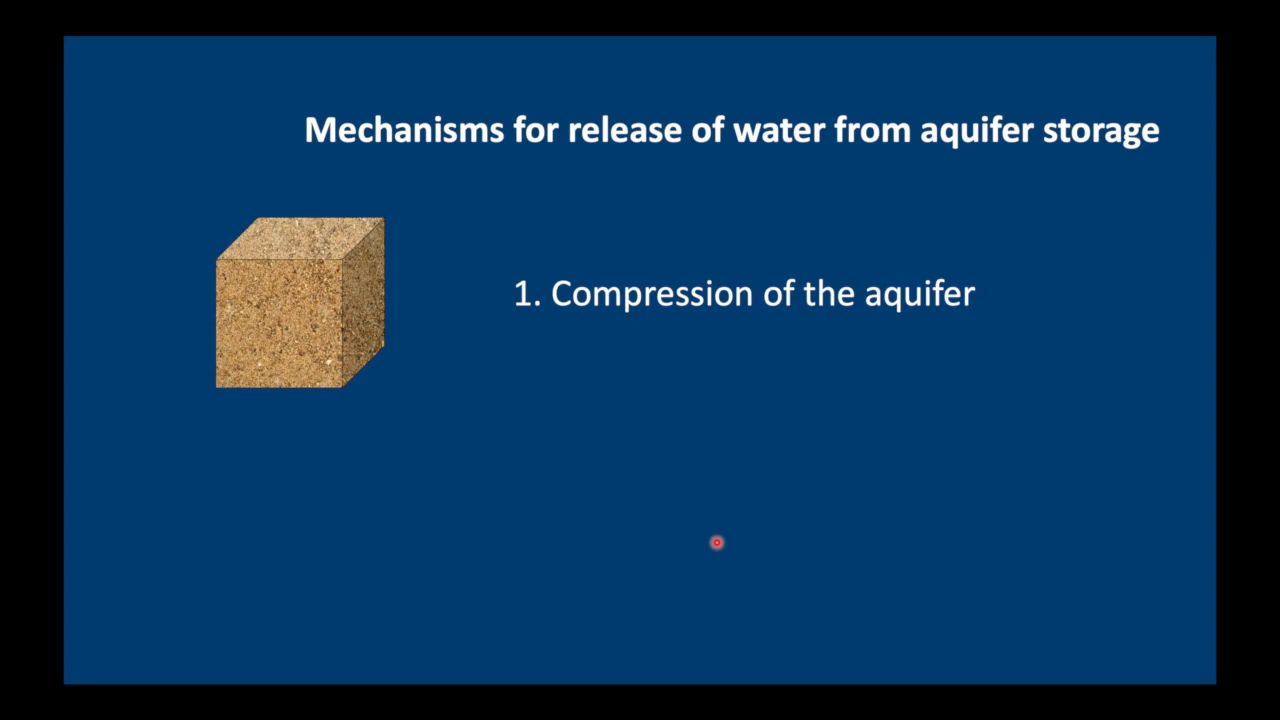 Mechanisms for release of water from aquifer storage
1. Compression of the aquifer